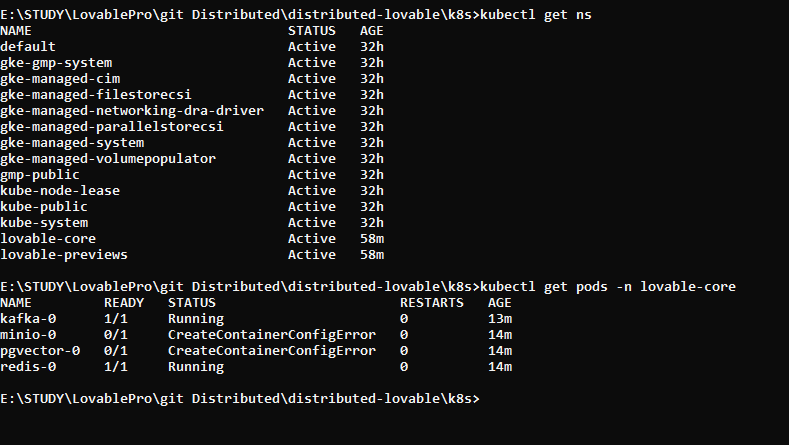 E:\STUDY\LovablePro\git Distributed\distributed-lovable\k8s>kubectl get ns
NAME STATUS AGE
default Active 32h
gke-gmp-system Active 32h
gke-managed-cim Active 32h
gke-managed-filestorecsi Active 32h
gke-managed-networking-dra-driver Active 32h
gke-managed-parallelstorecsi Active 32h
gke-managed-system Active 32h
gke-managed-volumepopulator Active 32h
gmp-public Active 32h
kube-node-lease Active 32h
kube-public Active 32h
kube-system Active 32h
lovable-core Active 58m
lovable-previews Active 58m
E:\STUDY\LovablePro\git Distributed\distributed-lovable\k8s>kubectl get pods -n lovable-core
NAME READY STATUS RESTARTS AGE
kafka-0 1/1 Running 0 13m
minio-0 0/1 CreateContainerConfigError 0 14m
pgvector-0 0/1 CreateContainerConfigError 0 14m
redis-0 1/1 Running 0 14m
E:\STUDY\LovablePro\git Distributed\distributed-lovable\k8s>